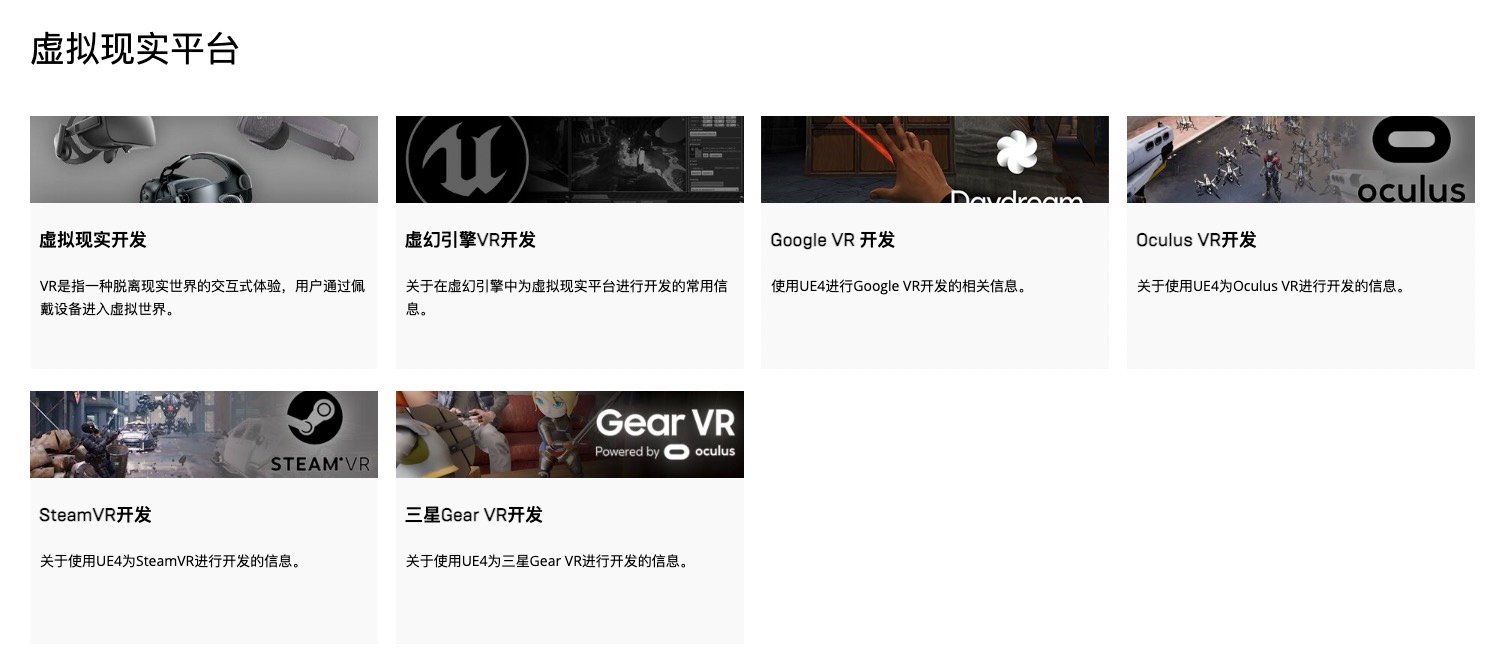 虚拟现实平台
Daydream
oculus
虚拟现实开发
虚幻引擎VR开发
Google VR 开发
Oculus VR开发
VR是指一种脱离现实世界的交互式体验，用户通过佩
戴设备进入虚拟世界。
关于在虚幻引擎中为虚拟现实平台进行开发的常用信
息。
使用UE4进行Google VR开发的相关信息。
关于使用UE4为Oculus VR进行开发的信息。
STEAM VR
Gear VR
Powered by oculus
SteamVR开发
三星Gear VR开发
关于使用UE4为SteamVR进行开发的信息。
关于使用UE4为三星Gear VR进行开发的信息。